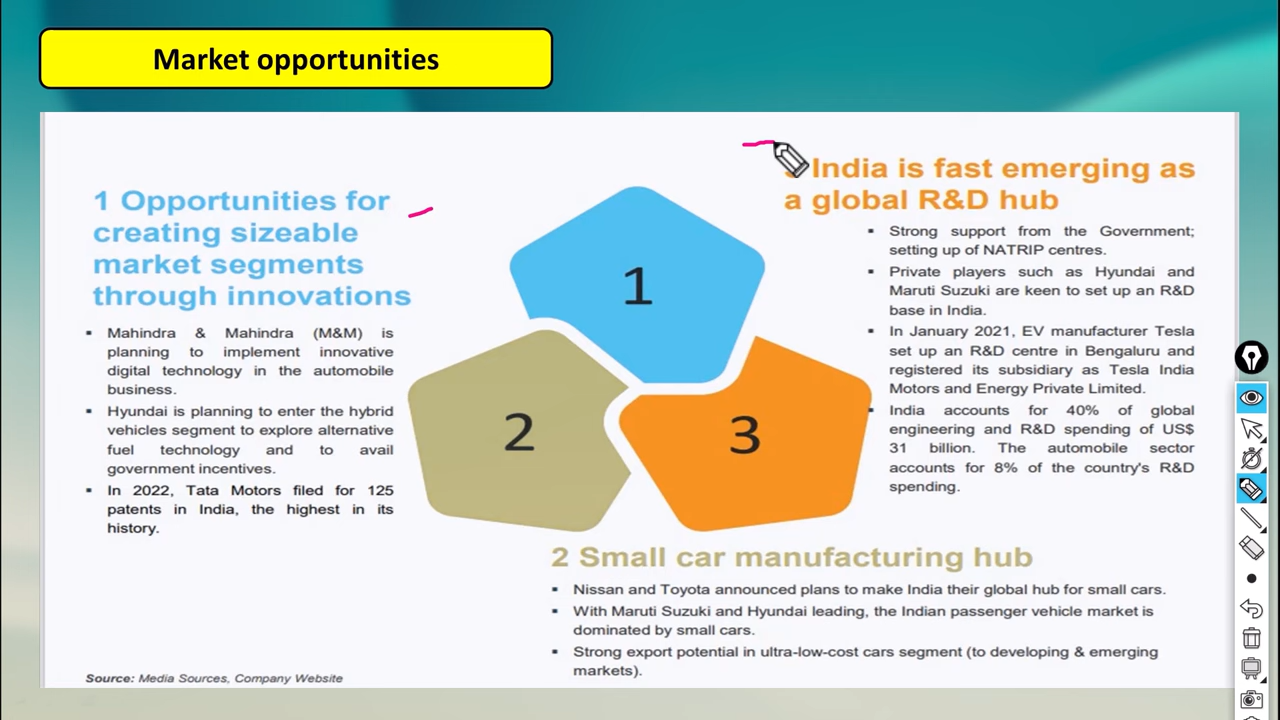 Market opportunities
1 Opportunities for
creating sizeable
market segments
through innovations
▪ Mahindra & Mahindra (M&M) is
planning to implement innovative
digital technology in the automobile
business.
▪ Hyundai is planning to enter the hybrid
vehicles segment to explore alternative
fuel technology and to avail
government incentives.
▪ In 2022, Tata Motors filed for 125
patents in India, the highest in its
history.
1
2
3
India is fast emerging as
a global R&D hub
▪ Strong support from the Government;
setting up of NATRIP centres.
▪ Private players such as Hyundai and
Maruti Suzuki are keen to set up an R&D
base in India.
▪ In January 2021, EV manufacturer Tesla
set up an R&D centre in Bengaluru and
registered its subsidiary as Tesla India
Motors and Energy Private Limited.
▪ India accounts for 40% of global
engineering and R&D spending of US$
31 billion. The automobile sector
accounts for 8% of the country's R&D
spending.
2 Small car manufacturing hub
▪ Nissan and Toyota announced plans to make India their global hub for small cars.
▪ With Maruti Suzuki and Hyundai leading, the Indian passenger vehicle market is
dominated by small cars.
▪ Strong export potential in ultra-low-cost cars segment (to developing & emerging
markets).
Source: Media Sources, Company Website